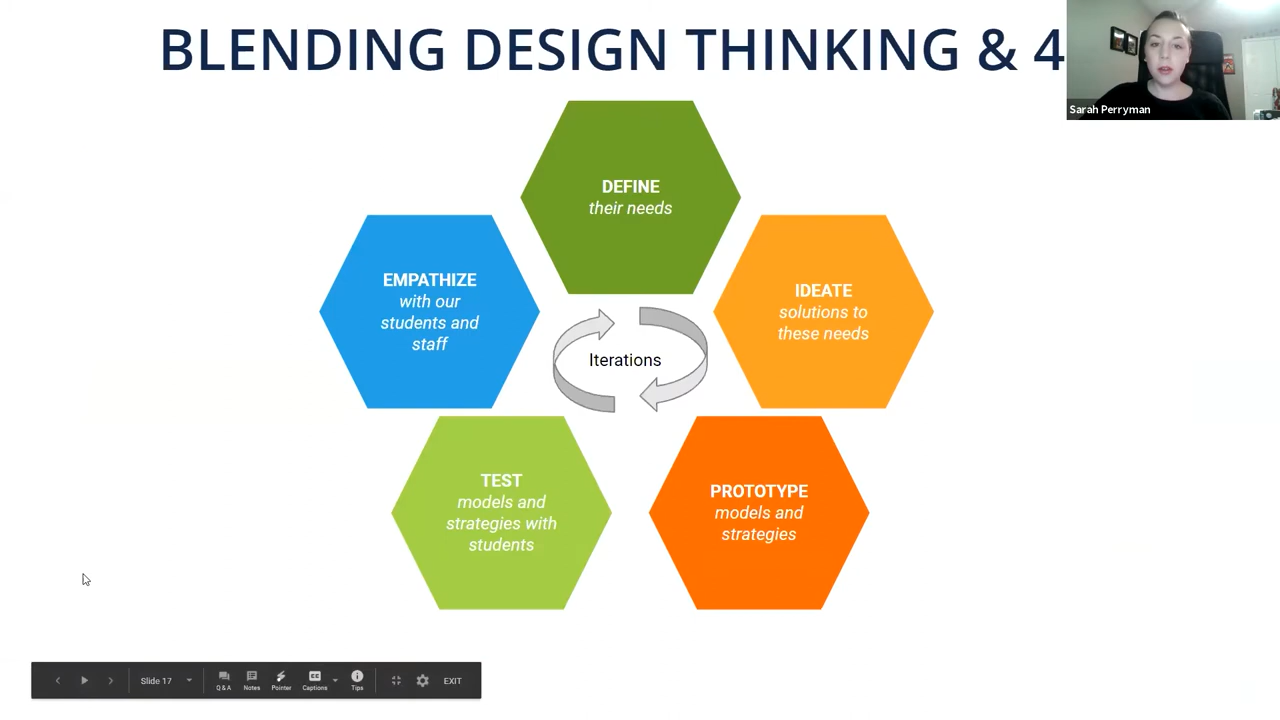 BLENDING DESIGN THINKING & 4
Sarah Perryman
DEFINE
their needs
EMPATHIZE
with our
students and
staff
IDEATE
solutions to
these needs
Iterations
TEST
models and
strategies with
students
PROTOTYPE
models and
strategies
Slide 17
Q & A
Notes
Pointer
Captions
Tips
EXIT